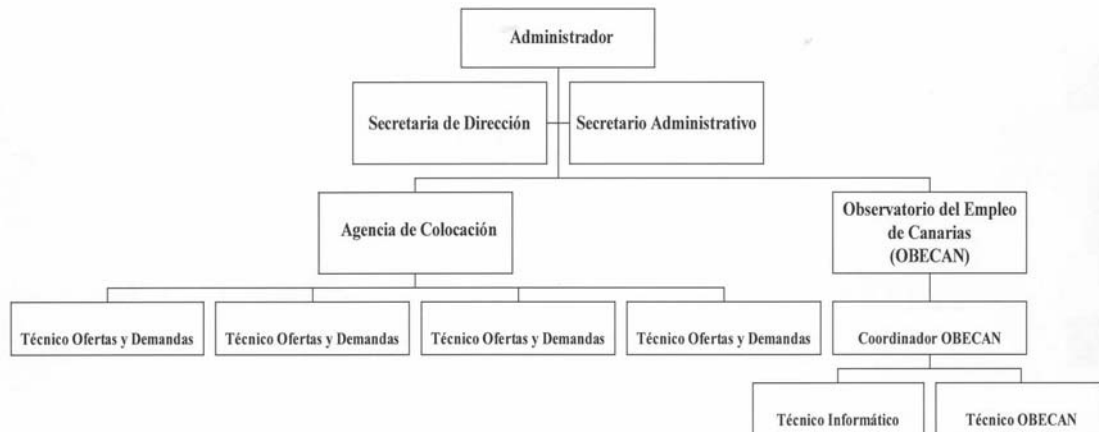 Administrador
Secretaria de Dirección
Secretario Administrativo
Agencia de Colocación
Observatorio del Empleo
de Canarias
(OBECAN)
Técnico Ofertas y Demandas
Técnico Ofertas y Demandas
Técnico Ofertas y Demandas
Técnico Ofertas y Demandas
Coordinador OBECAN
Técnico Informático
Técnico OBECAN